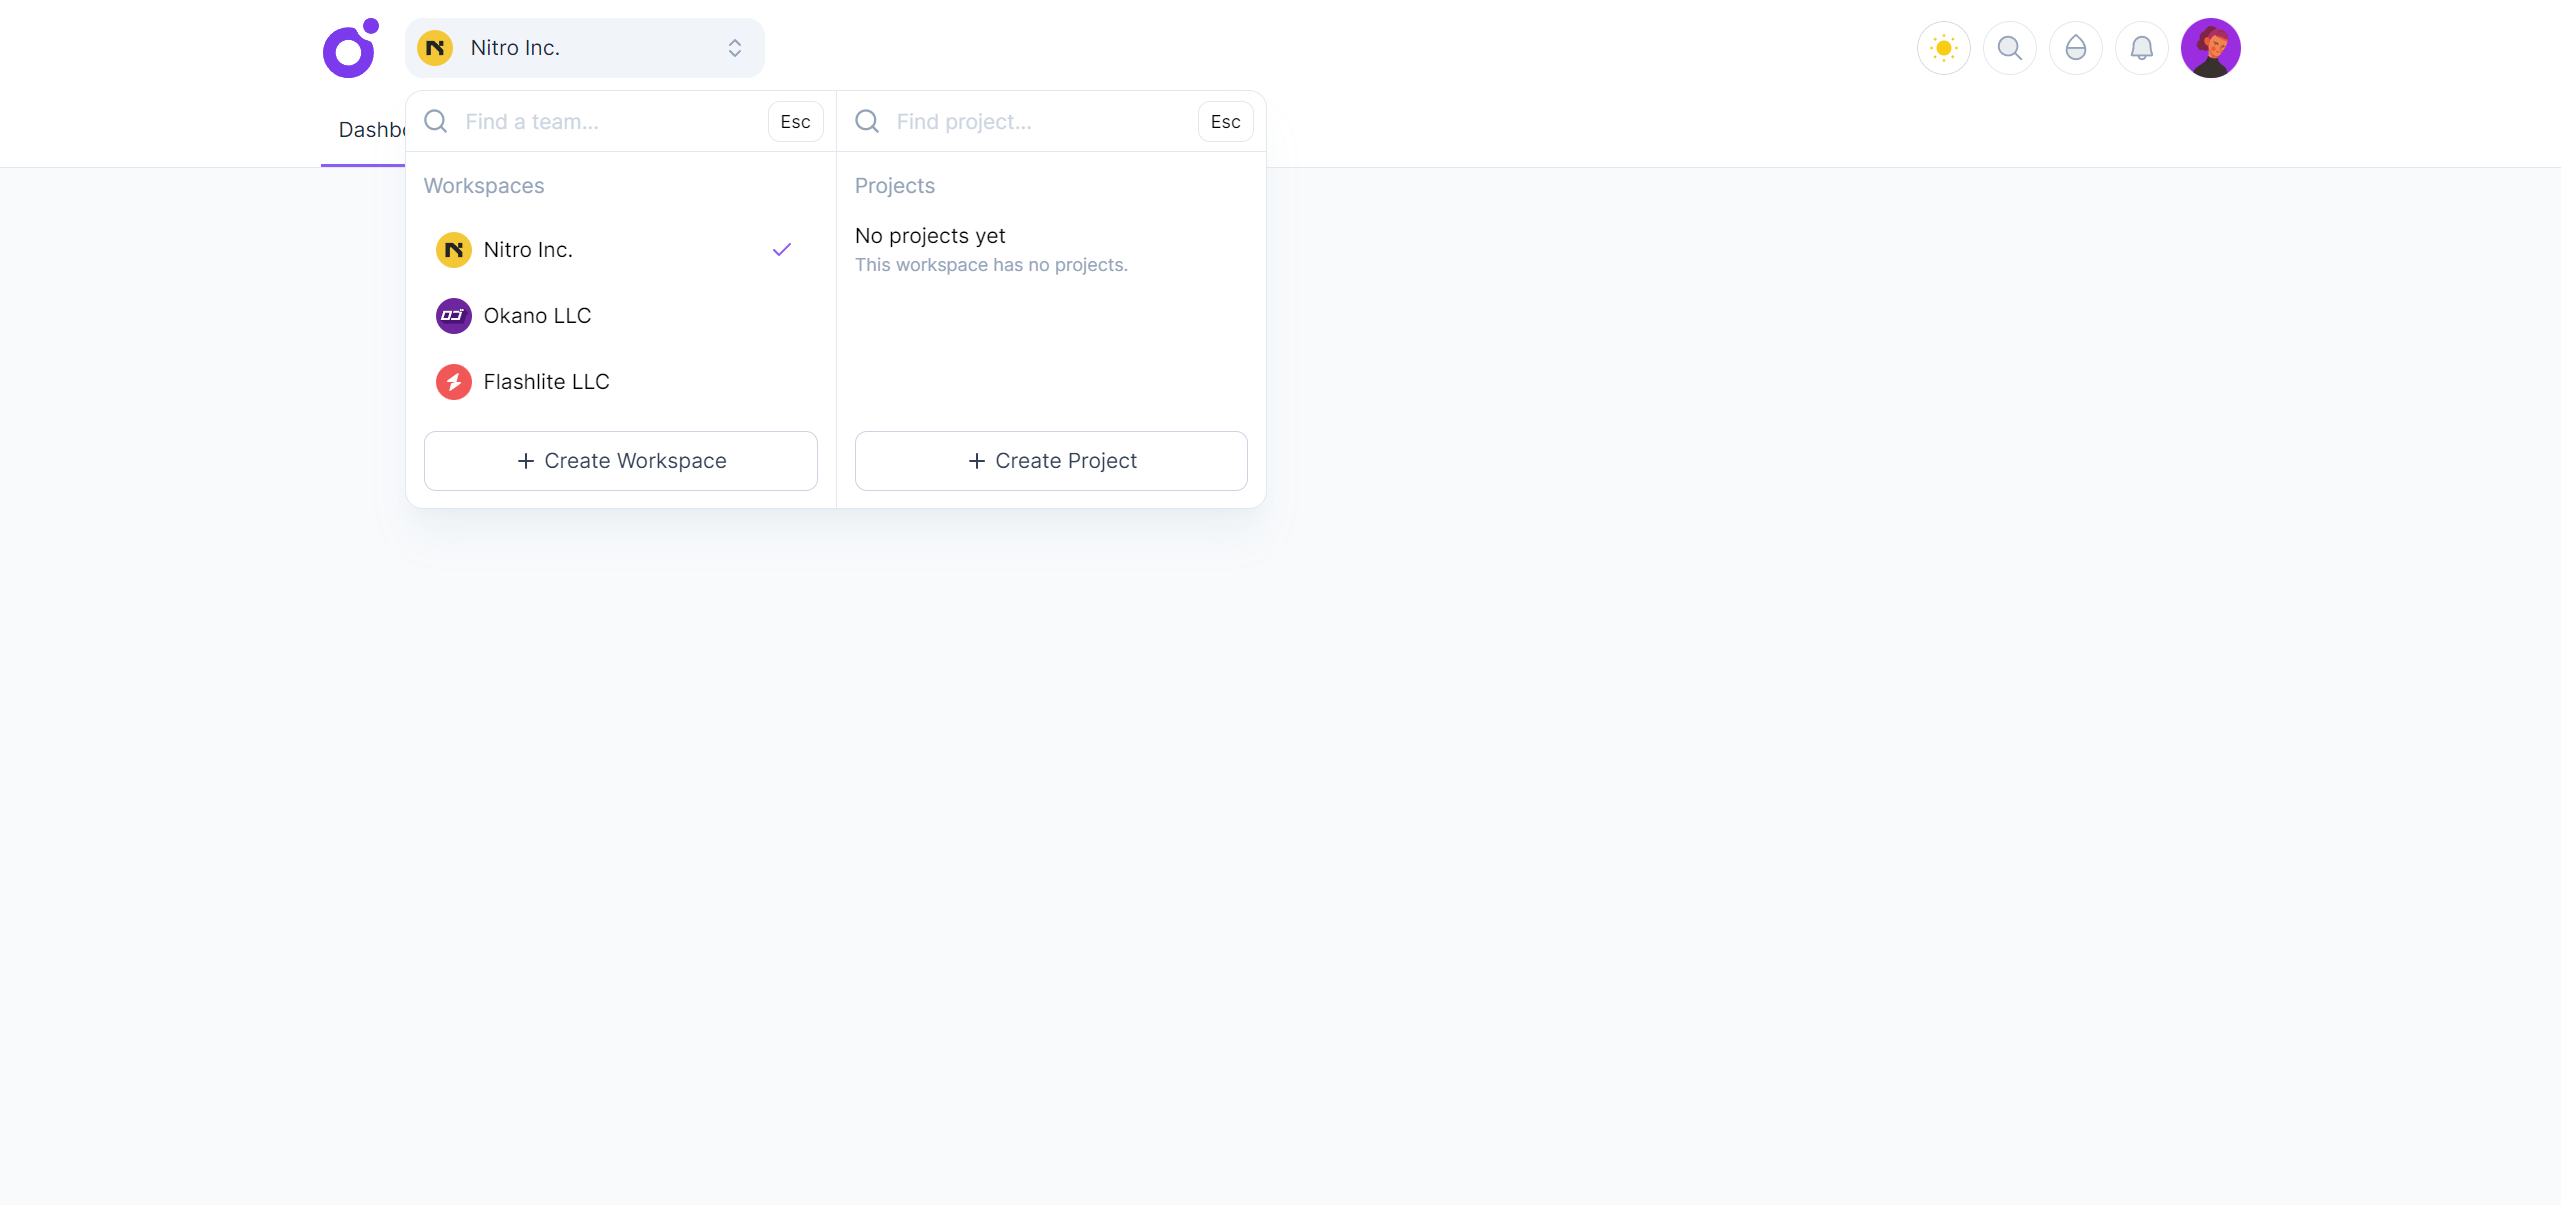 Nitro Inc.
Dashbo
Find a team...
Esc
Find project...
Esc
Workspaces
Nitro Inc.
Okano LLC
Flashlite LLC
+ Create Workspace
Projects
No projects yet
This workspace has no projects.
+ Create Project